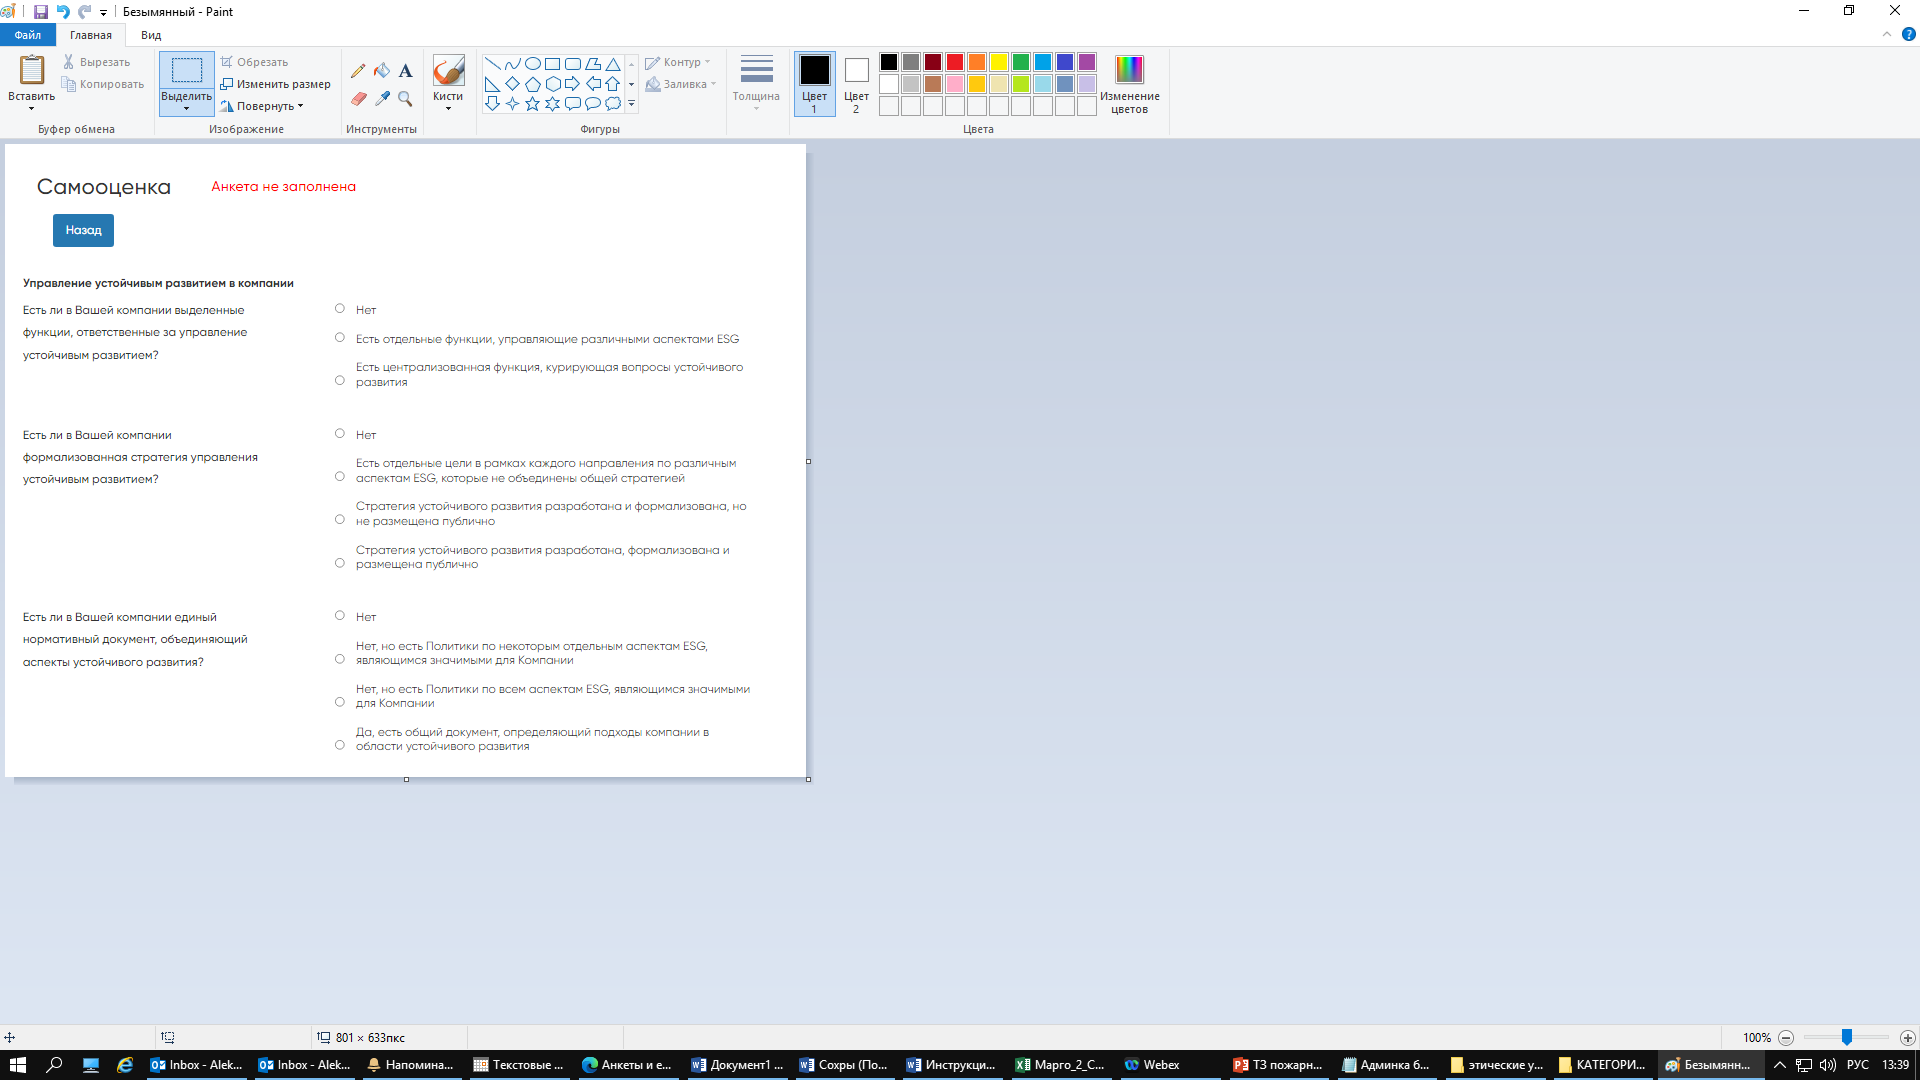 Безымянный - Paint
Файл
Главная
Вид
Вставить
Вырезать
Копировать
Буфер обмена
Выделить
Обрезать
Изменить размер
Повернуть
Изображение
A
Инструменты
Кисти
Контур
Заливка
Фигуры
Толщина
Цвет 1
Цвет 2
Изменение цветов
Цвета
Самооценка
Анкета не заполнена
Назад
Управление устойчивым развитием в компании
Есть ли в Вашей компании выделенные
функции, ответственные за управление
устойчивым развитием?
Нет
Есть отдельные функции, управляющие различными аспектами ESG
Есть централизованная функция, курирующая вопросы устойчивого
развития
Есть ли в Вашей компании
формализованная стратегия управления
устойчивым развитием?
Нет
Есть отдельные цели в рамках каждого направления по различным
аспектам ESG, которые не объединены общей стратегией
Стратегия устойчивого развития разработана и формализована, но
не размещена публично
Стратегия устойчивого развития разработана, формализована и
размещена публично
Есть ли в Вашей компании единый
нормативный документ, объединяющий
аспекты устойчивого развития?
Нет
Нет, но есть Политики по некоторым отдельным аспектам ESG,
являющимся значимыми для Компании
Нет, но есть Политики по всем аспектам ESG, являющимся значимыми
для Компании
Да, есть общий документ, определяющий подходы компании в
области устойчивого развития
801 × 633пкс
100%
Inbox - Alek...
Inbox - Alek...
Напомина...
Текстовые ...
Анкеты и е...
Документ1 ...
Сохры (По...
Инструкци...
Марго_2_С...
Webex
ТЗ пожарн...
Админка б...
этические у...
КАТЕГОРИ...
Безымянн...
РУС
13:39